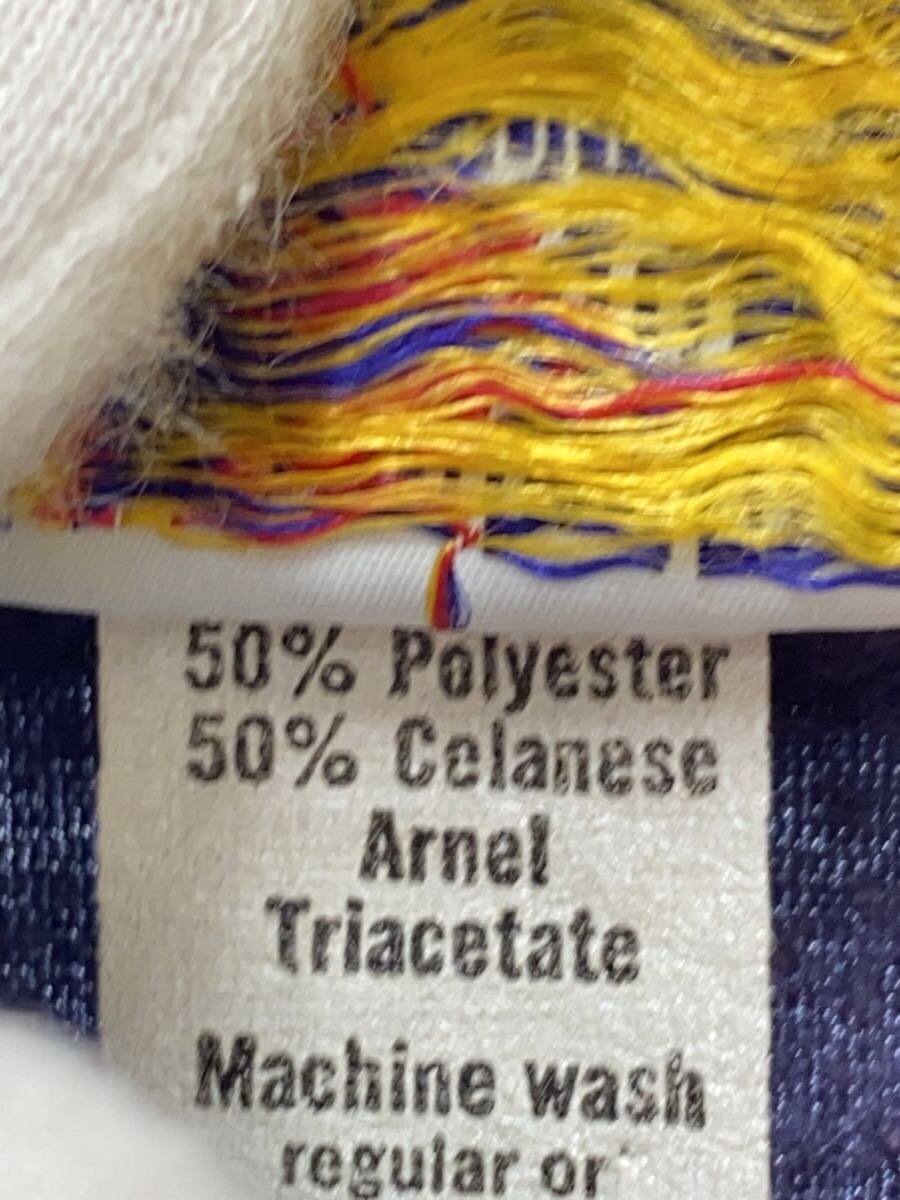 50% Polyester
50% Celanese
Arnel
Triacetate
Machine wash
regular or